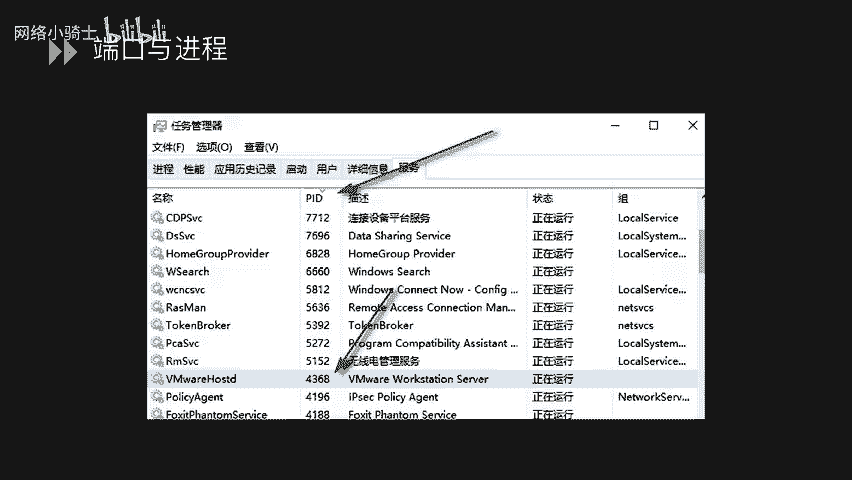 网络小骑士 bilibili
端口与进程
任务管理器
文件(F) 选项(O) 查看(V)
进程 性能 应用历史记录 启动 用户 详细信息 服务
名称 PID 描述 状态 组
CDPSvc 7712 连接设备平台服务 正在运行 LocalService
DsSvc 7696 Data Sharing Service 正在运行 LocalSystem...
HomeGroupProvider 6828 HomeGroup Provider 正在运行 LocalService...
WSearch 6660 Windows Search 正在运行
wcncsvc 5812 Windows Connect Now - Config ... 正在运行 LocalService...
RasMan 5636 Remote Access Connection Man... 正在运行 netsvcs
TokenBroker 5392 TokenBroker 正在运行 netsvcs
PcaSvc 5272 Program Compatibility Assistant ... 正在运行 LocalSystem...
RmSvc 5152 无线电管理服务 正在运行 LocalService...
VMwareHostd 4368 VMware Workstation Server 正在运行
PolicyAgent 4196 IPsec Policy Agent 正在运行 NetworkServ...
FoxitPhantomService 4188 Foxit Phantom Service 正在运行